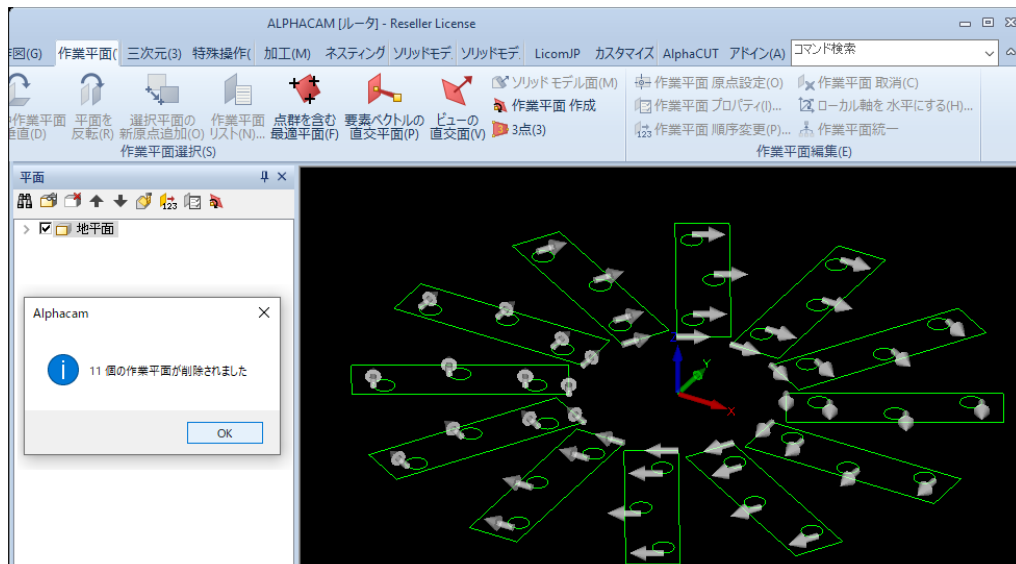 ALPHACAM [ルータ] - Reseller License
図(G) 作業平面( 三次元(3) 特殊操作( 加工(M) ネスティング ソリッドモデ. ソリッドモデ. LicomJP カスタマイズ AlphaCUT アドイン(A) コマンド検索
作業平面 平面を 選択平面の 作業平面 点群を含む 要素ベクトルの ビューの
垂直(D) 反転(R) 新原点追加(O) リスト(N)... 最適平面(F) 直交平面(P) 直交面(V)
ソリッド モデル面(M)
作業平面 作成
3点(3)
作業平面選択(S)
作業平面 原点設定(O) 作業平面 取消(C)
作業平面 プロパティ(I)... ローカル軸を 水平にする(H)...
作業平面 順序変更(P)... 作業平面統一
作業平面編集(E)
平面
123
地平面
Alphacam
11 個の作業平面が削除されました
OK
Y
X